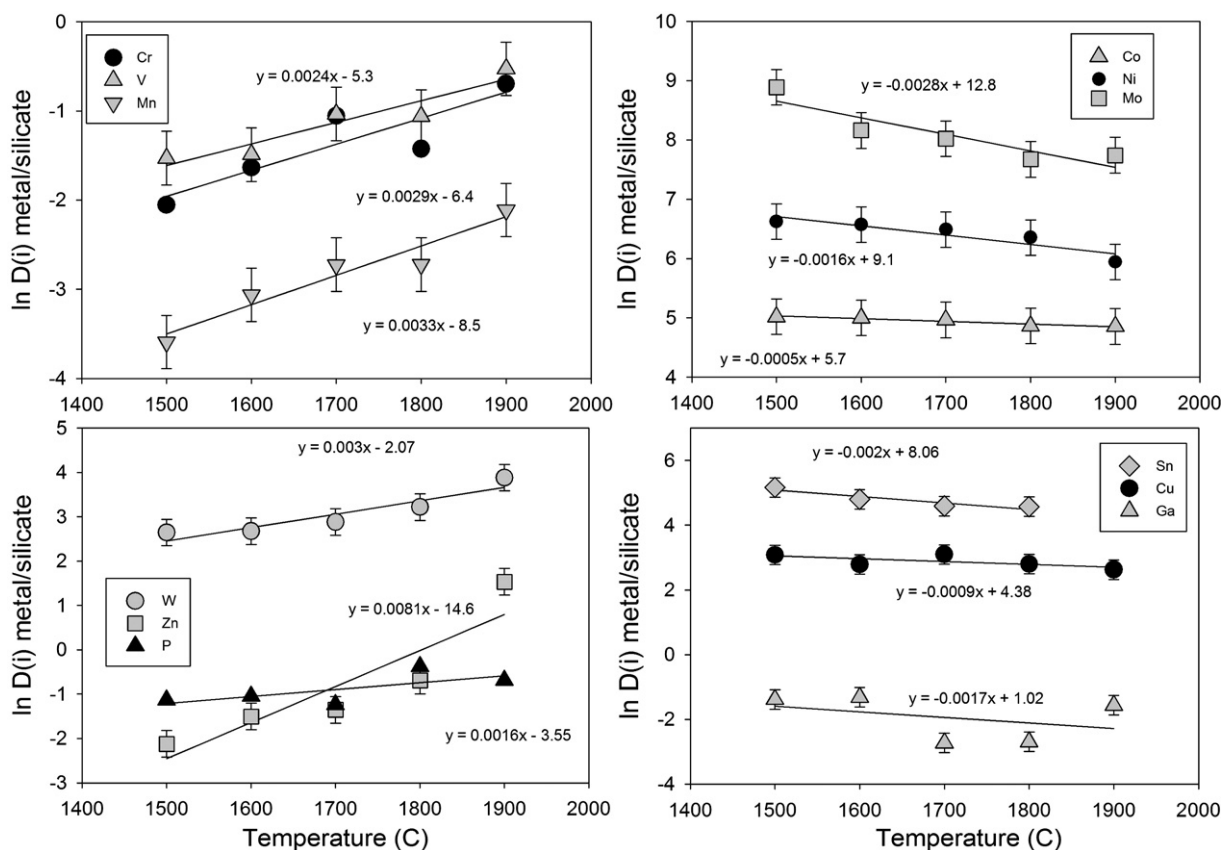 0
-1
-2
-3
-4
ln D(i) metal/silicate
Cr
V
Mn
y = 0.0024x - 5.3
y = 0.0029x - 6.4
y = 0.0033x - 8.5
1400 1500 1600 1700 1800 1900 2000
10
9
8
7
6
5
4
ln D(i) metal/silicate
Co
Ni
Mo
y = -0.0028x + 12.8
y = -0.0016x + 9.1
y = -0.0005x + 5.7
1400 1500 1600 1700 1800 1900 2000
5
4
3
2
1
0
-1
-2
-3
ln D(i) metal/silicate
y = 0.003x - 2.07
W
Zn
P
y = 0.0081x - 14.6
y = 0.0016x - 3.55
1400 1500 1600 1700 1800 1900 2000
Temperature (C)
6
4
2
0
-2
-4
ln D(i) metal/silicate
y = -0.002x + 8.06
Sn
Cu
Ga
y = -0.0009x + 4.38
y = -0.0017x + 1.02
1400 1500 1600 1700 1800 1900 2000
Temperature (C)